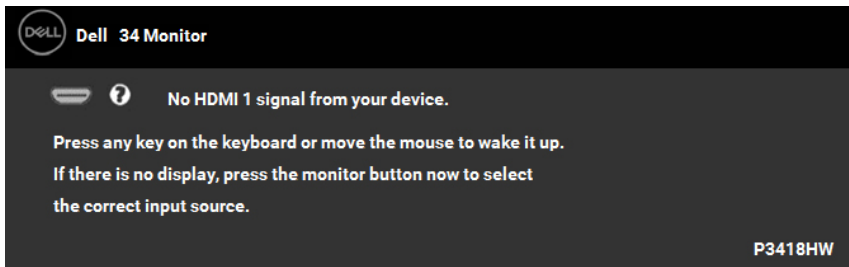 DELL
Dell 34 Monitor
? No HDMI 1 signal from your device.
Press any key on the keyboard or move the mouse to wake it up.
If there is no display, press the monitor button now to select
the correct input source.
P3418HW